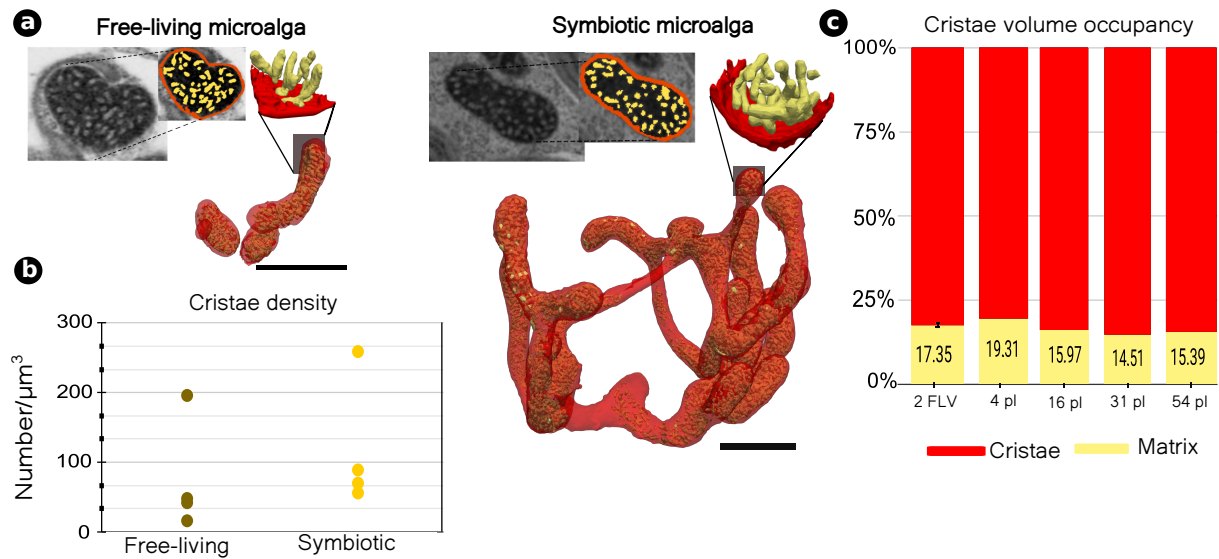 a
Free-living microalga
Symbiotic microalga
b
Cristae density
Number/µm³
300
200
100
0
Free-living
Symbiotic
c
Cristae volume occupancy
100%
75%
50%
25%
0%
17.35
19.31
15.97
14.51
15.39
2 FLV
4 pl
16 pl
31 pl
54 pl
Cristae
Matrix